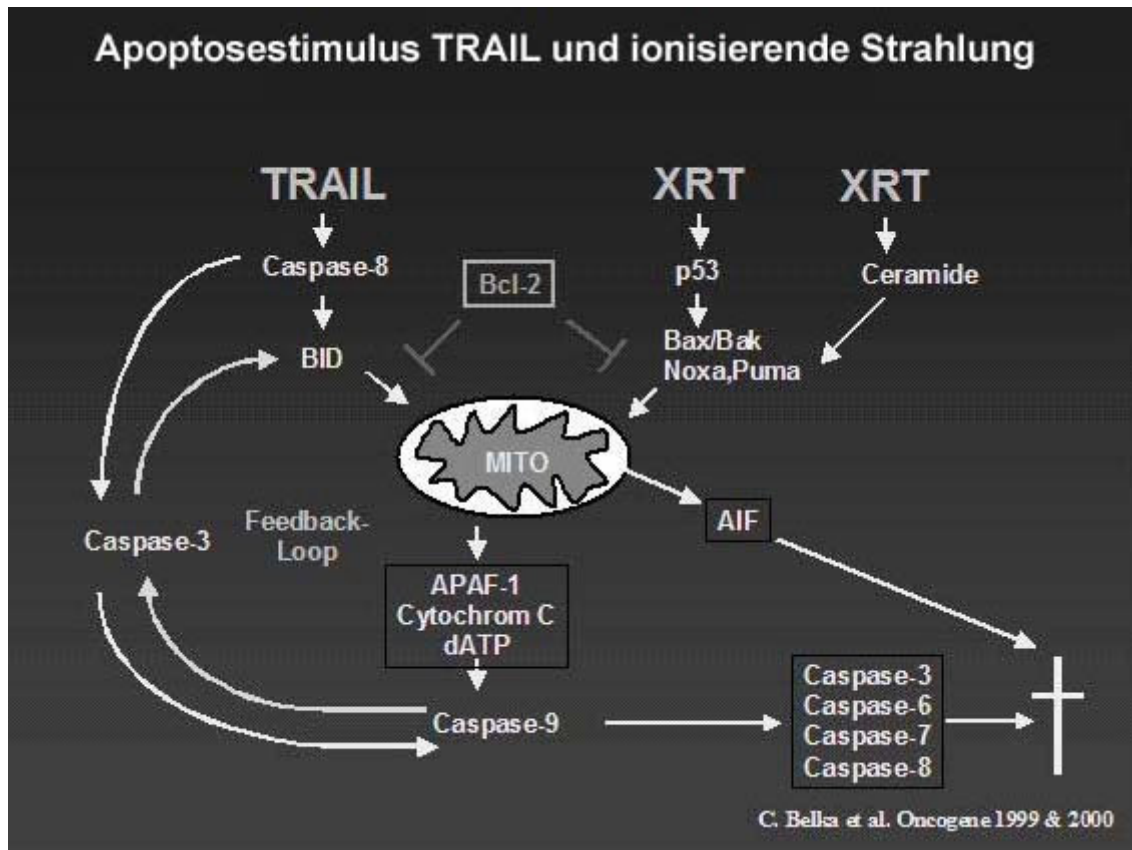 Apoptosestimulus TRAIL und ionisierende Strahlung
TRAIL
XRT
XRT
Caspase-8
Bcl-2
p53
Ceramide
BID
Bax/Bak
Noxa,Puma
MITO
Caspase-3
Feedback-
Loop
AIF
APAF-1
Cytochrom C
dATP
Caspase-9
Caspase-3
Caspase-6
Caspase-7
Caspase-8
C. Belka et al. Oncogene 1999 & 2000